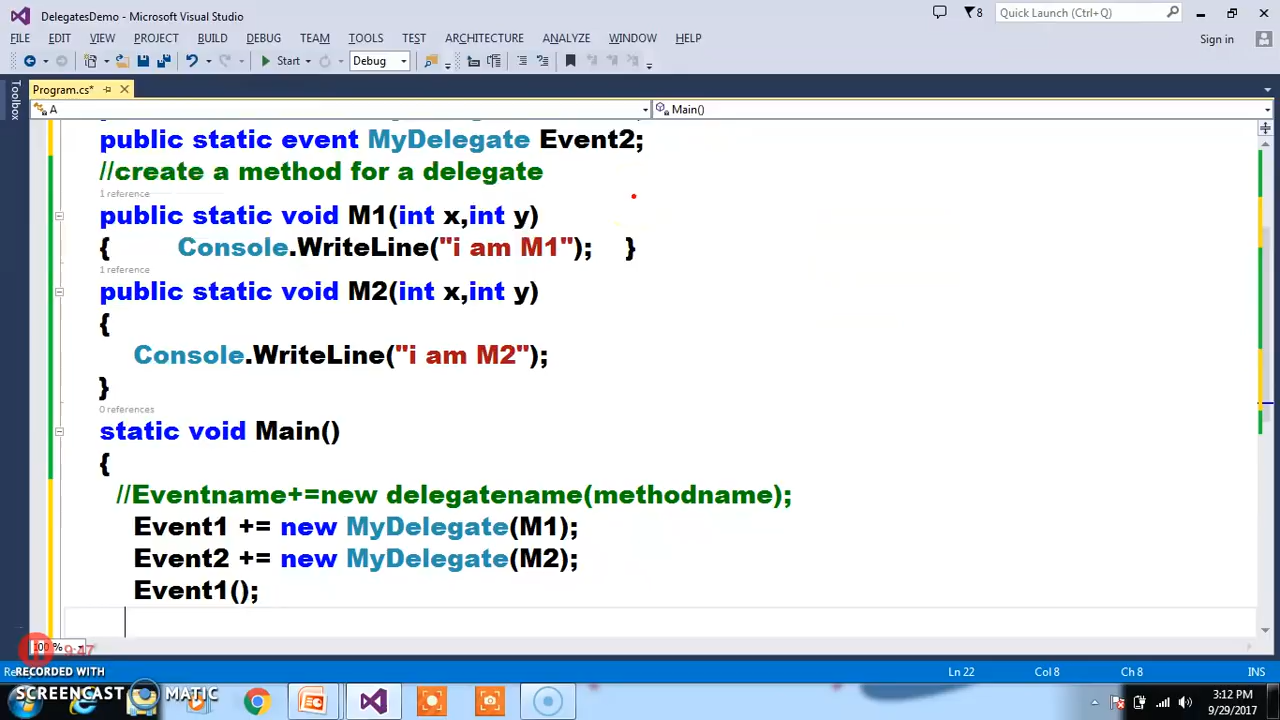 DelegatesDemo - Microsoft Visual Studio
8
Quick Launch (Ctrl+Q)
FILE EDIT VIEW PROJECT BUILD DEBUG TEAM TOOLS TEST ARCHITECTURE ANALYZE WINDOW HELP
Sign in
Start
Debug
Toolbox
Program.cs*
A
Main()
public static event MyDelegate Event2;
//create a method for a delegate
1 reference
public static void M1(int x,int y)
{ Console.WriteLine("i am M1"); }
1 reference
public static void M2(int x,int y)
{
Console.WriteLine("i am M2");
}
0 references
static void Main()
{
//Eventname+=new delegatename(methodname);
Event1 += new MyDelegate(M1);
Event2 += new MyDelegate(M2);
Event1();
9:47
RECORDED WITH
Ln 22
Col 8
Ch 8
INS
SCREENCAST MATIC
3:12 PM
9/29/2017